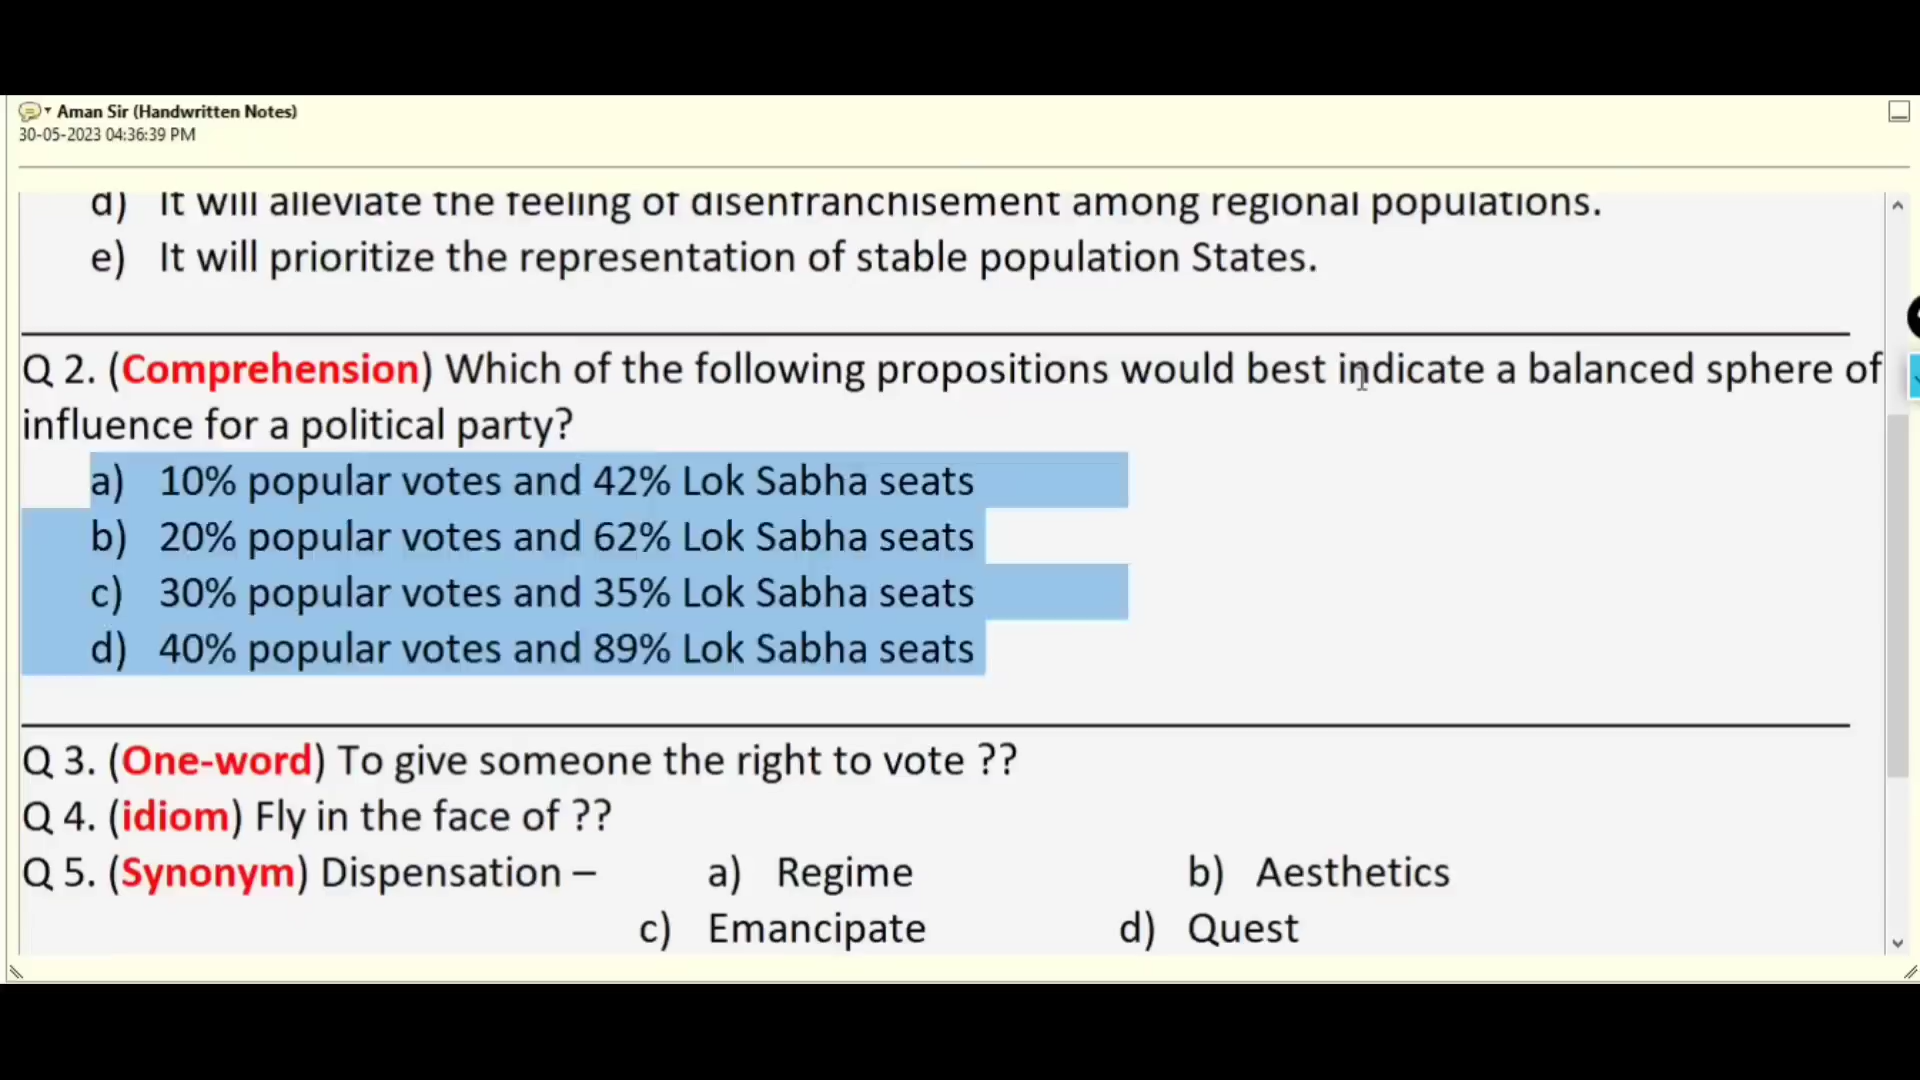 Aman Sir (Handwritten Notes)
30-05-2023 04:36:39 PM
d) It will alleviate the feeling of disenfranchisement among regional populations.
e) It will prioritize the representation of stable population States.
Q 2. (Comprehension) Which of the following propositions would best indicate a balanced sphere of
influence for a political party?
a) 10% popular votes and 42% Lok Sabha seats
b) 20% popular votes and 62% Lok Sabha seats
c) 30% popular votes and 35% Lok Sabha seats
d) 40% popular votes and 89% Lok Sabha seats
Q 3. (One-word) To give someone the right to vote ??
Q 4. (idiom) Fly in the face of ??
Q 5. (Synonym) Dispensation – a) Regime b) Aesthetics
c) Emancipate d) Quest